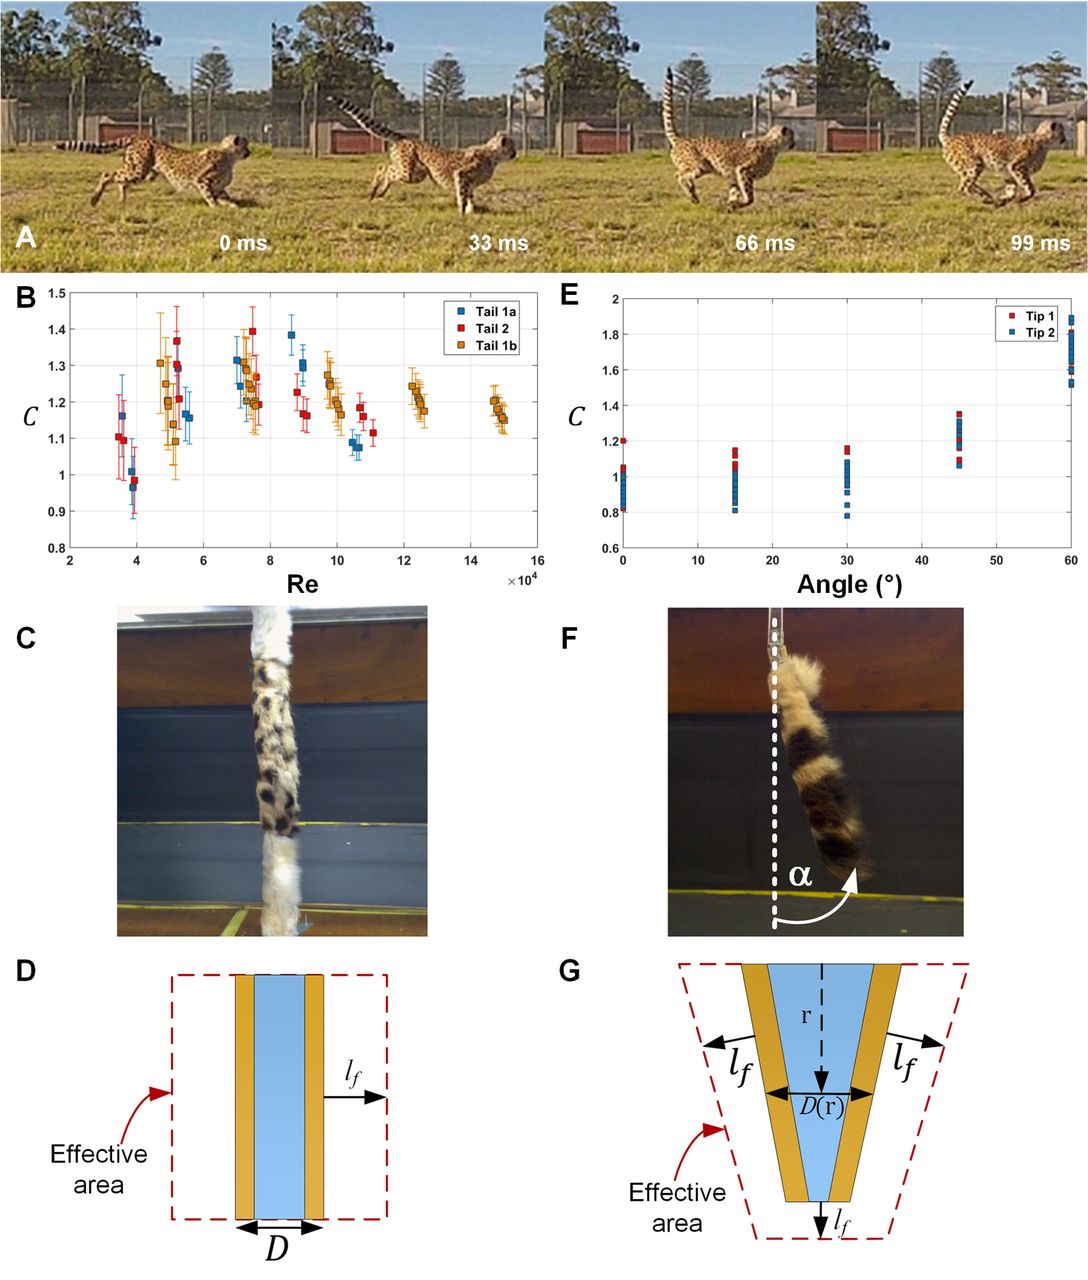 A
0 ms
33 ms
66 ms
99 ms
B
1.5
1.4
1.3
1.2
1.1
1
0.9
0.8
C
Tail 1a
Tail 2
Tail 1b
2 4 6 8 10 12 14 16
×10⁴
Re
E
2
1.8
1.6
1.4
1.2
1
0.8
0.6
C
Tip 1
Tip 2
0 10 20 30 40 50 60
Angle (°)
C
F
α
D
Effective
area
l_f
D
G
r
l_f
l_f
D(r)
Effective
area
l_f